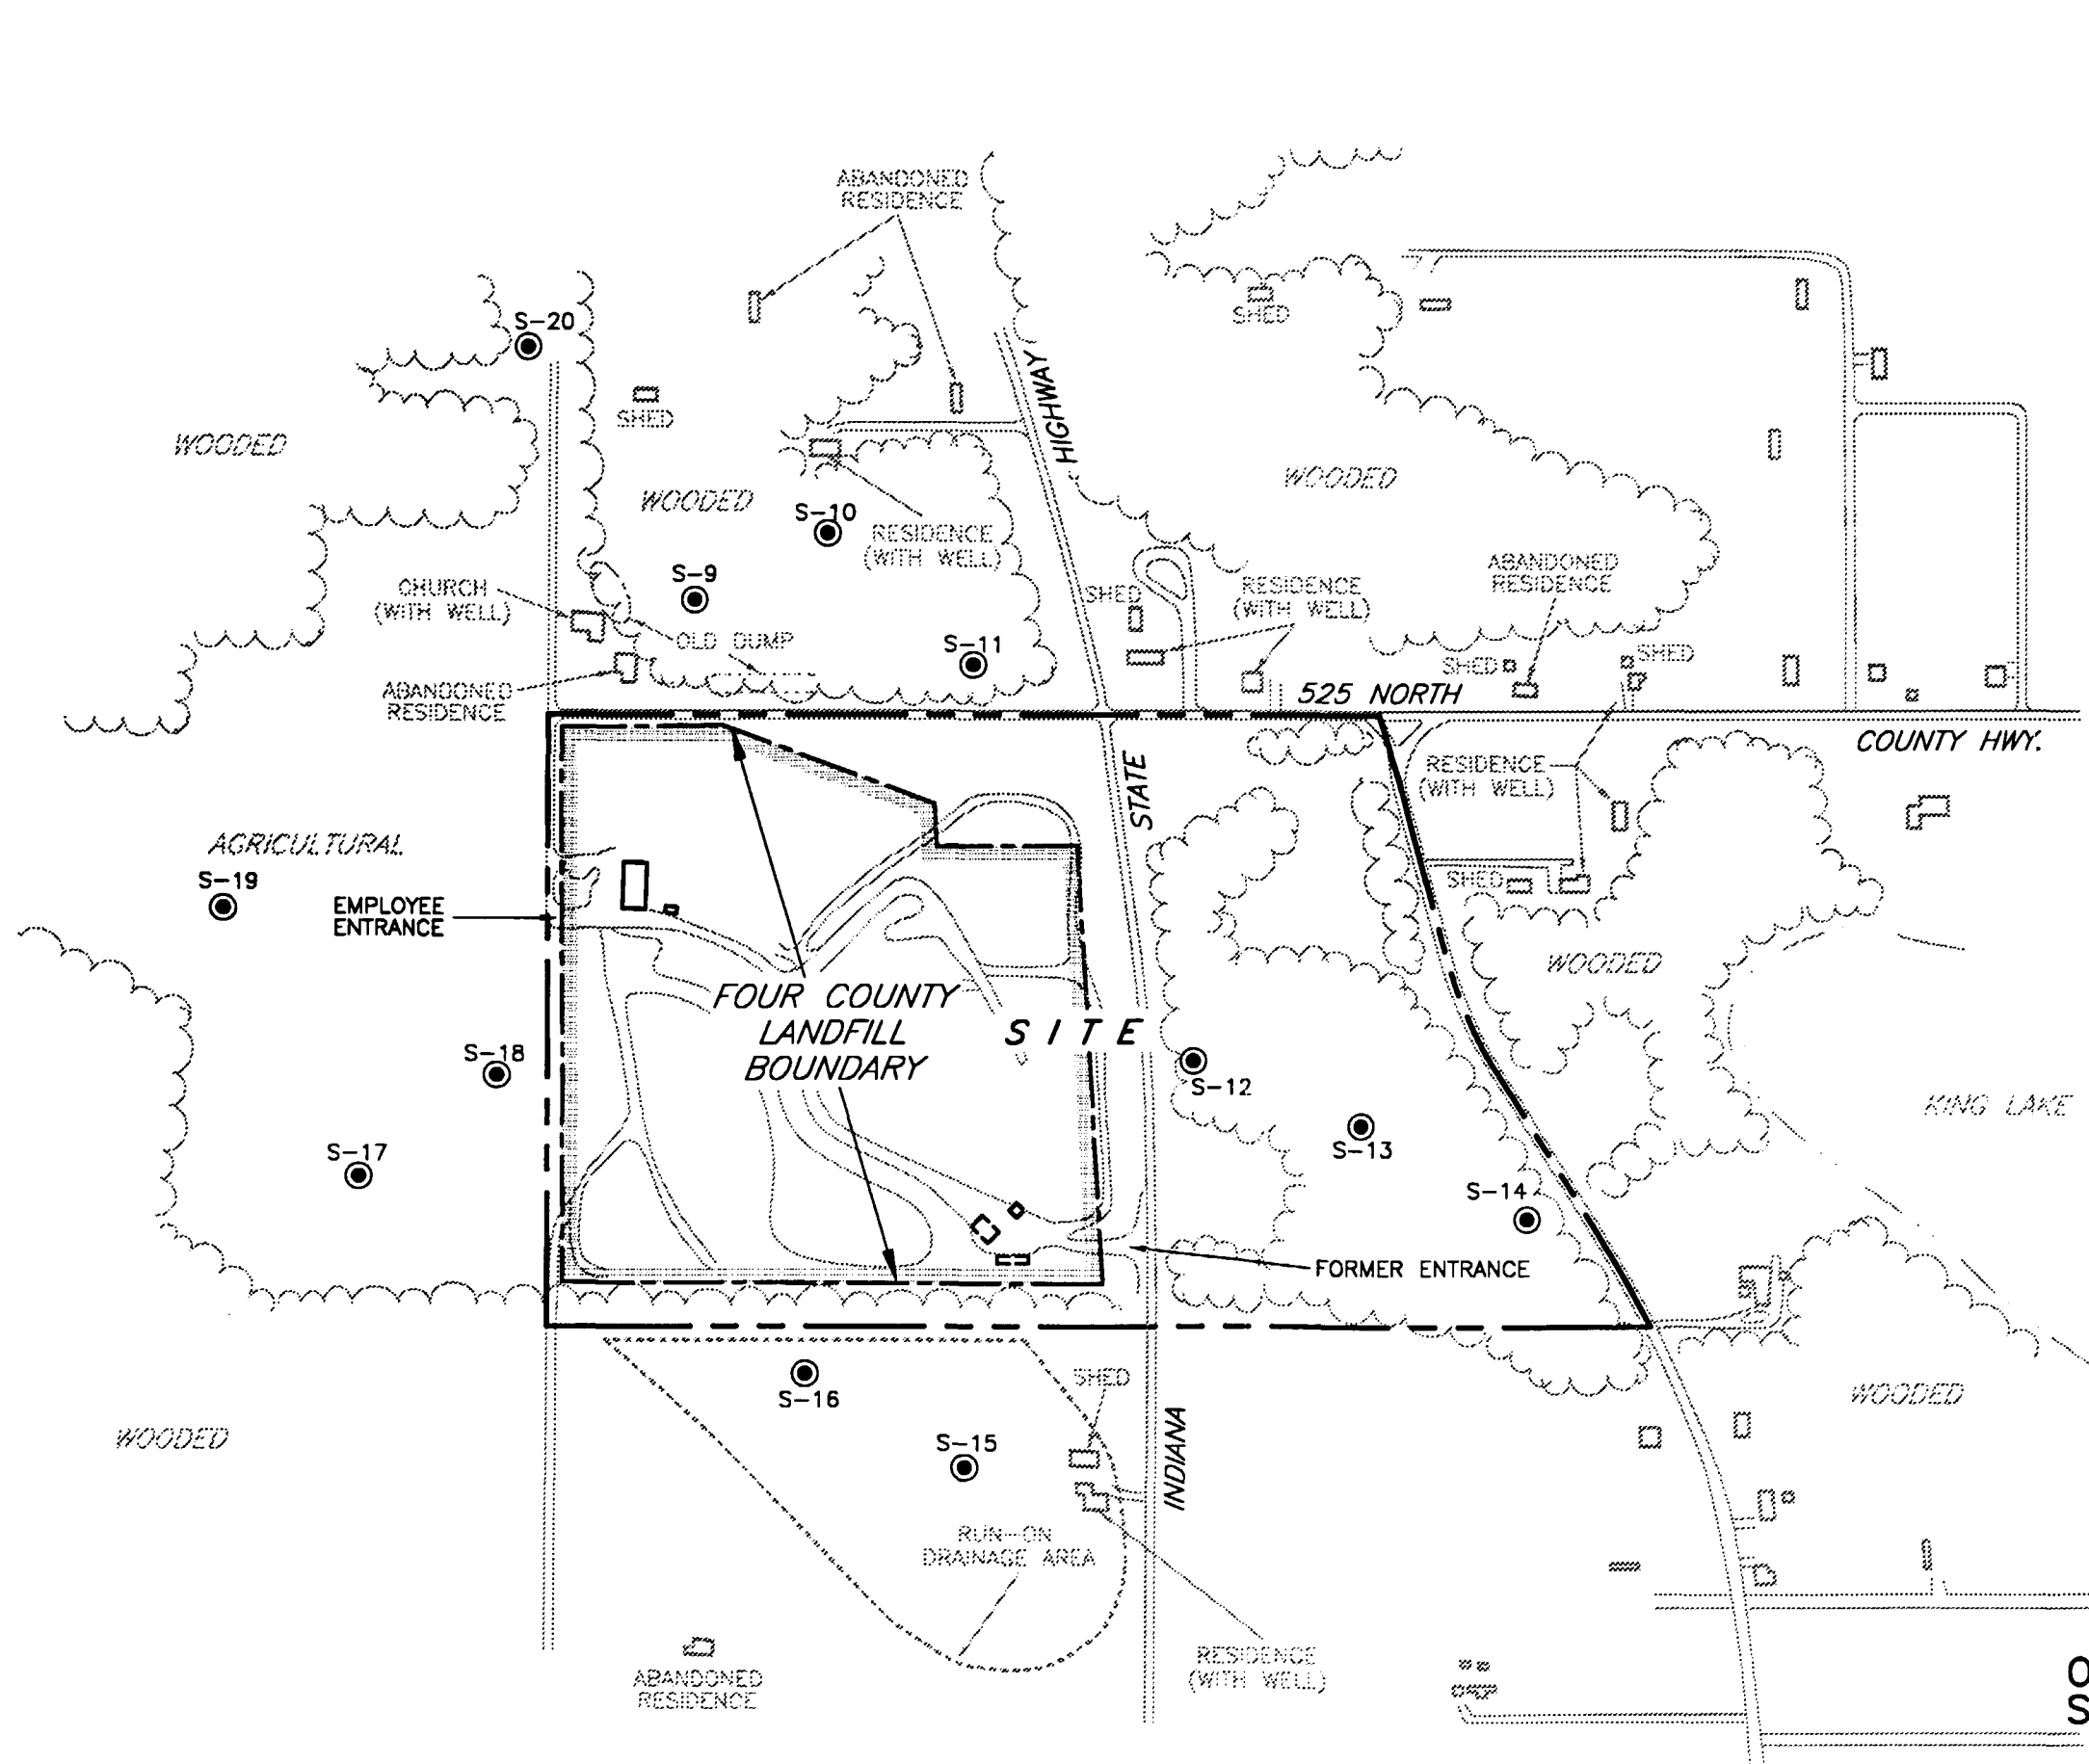 ABANDONED
RESIDENCE
S-20
SHED
HIGHWAY
SHED
WOODED
WOODED
WOODED
S-10
RESIDENCE
(WITH WELL)
S-9
CHURCH
(WITH WELL)
OLD DUMP
S-11
SHED
RESIDENCE
(WITH WELL)
ABANDONED
RESIDENCE
SHED
SHED
ABANDONED
RESIDENCE
525 NORTH
COUNTY HWY.
STATE
RESIDENCE
(WITH WELL)
AGRICULTURAL
S-19
EMPLOYEE
ENTRANCE
SHED
WOODED
FOUR COUNTY
LANDFILL
BOUNDARY
SITE
S-18
S-12
KING LAKE
S-17
S-13
S-14
FORMER ENTRANCE
S-16
SHED
WOODED
WOODED
S-15
INDIANA
RUN-ON
DRAINAGE AREA
ABANDONED
RESIDENCE
RESIDENCE
(WITH WELL)
O
S